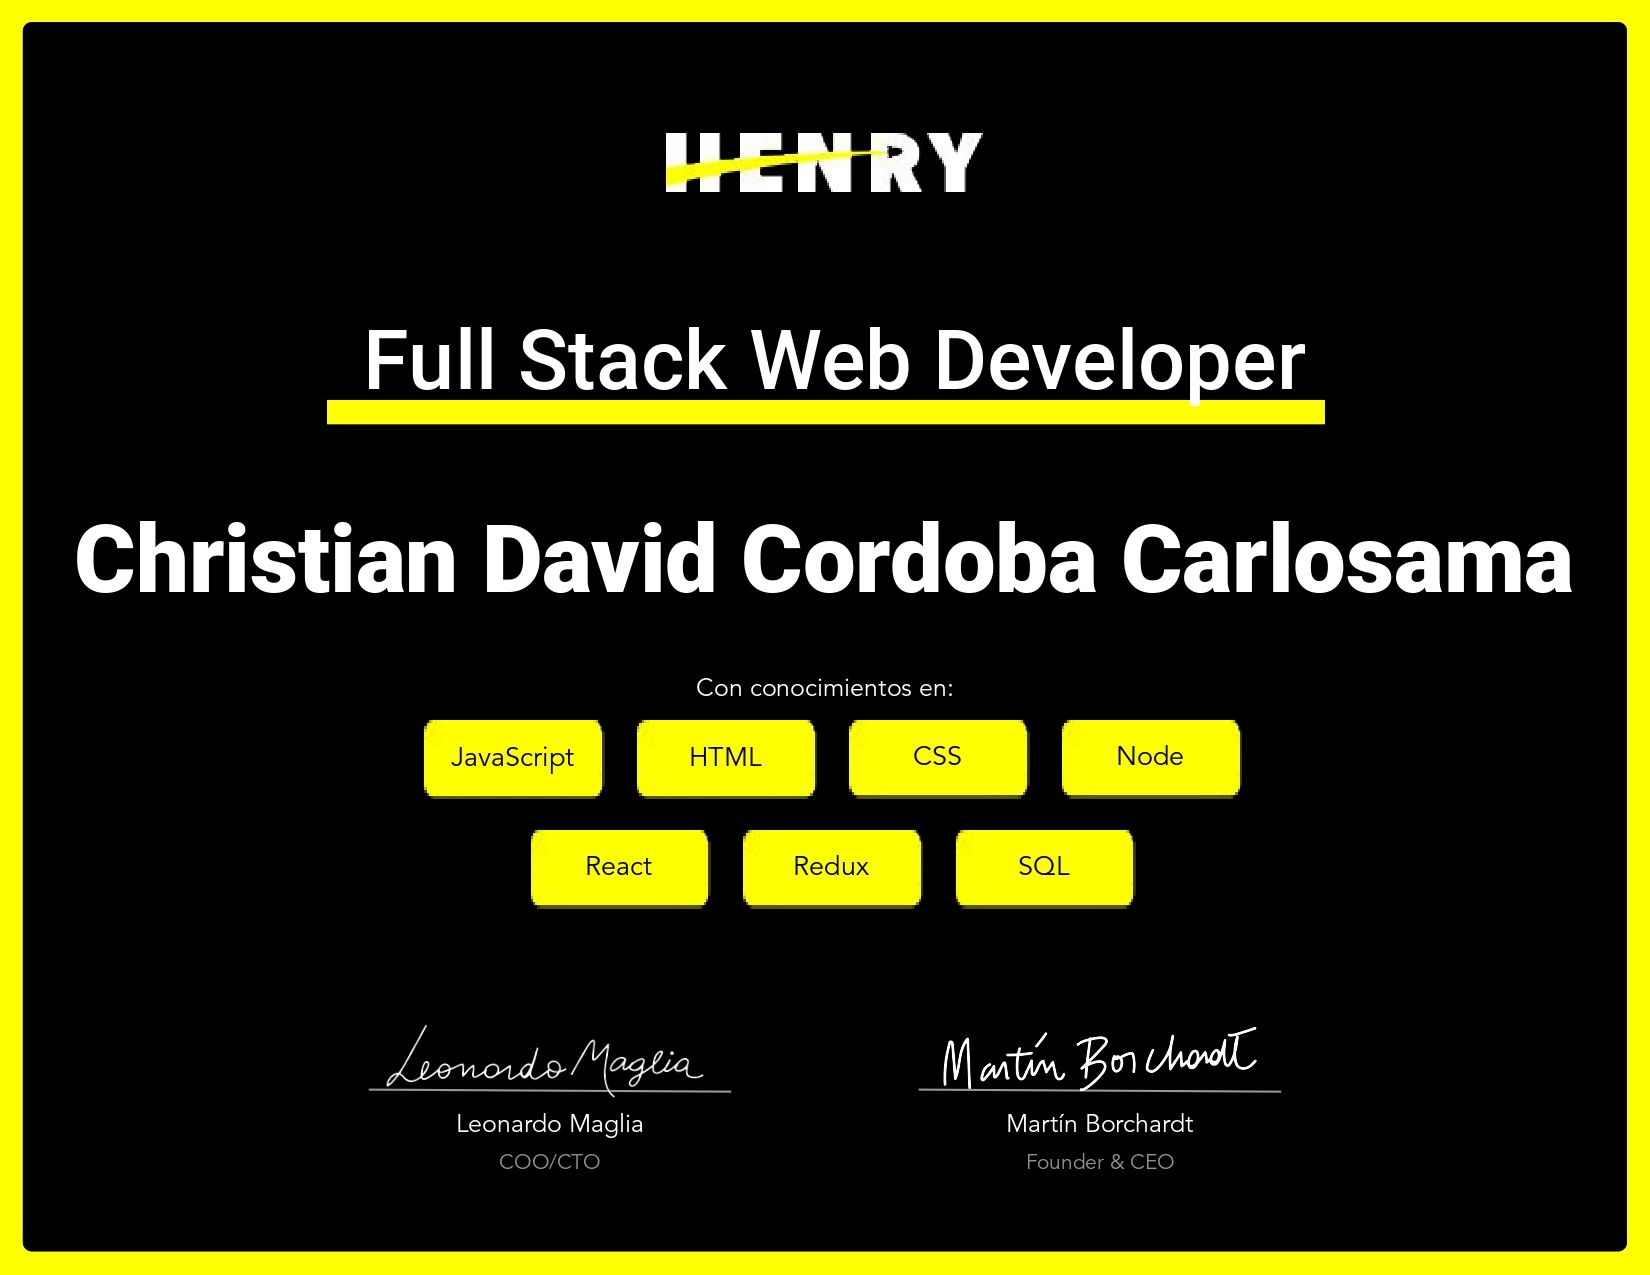 HENRY
Full Stack Web Developer
Christian David Cordoba Carlosama
Con conocimientos en:
JavaScript HTML CSS Node
React Redux SQL
Leonardo Maglia Martín Borchardt
Leonardo Maglia Martín Borchardt
COO/CTO Founder & CEO